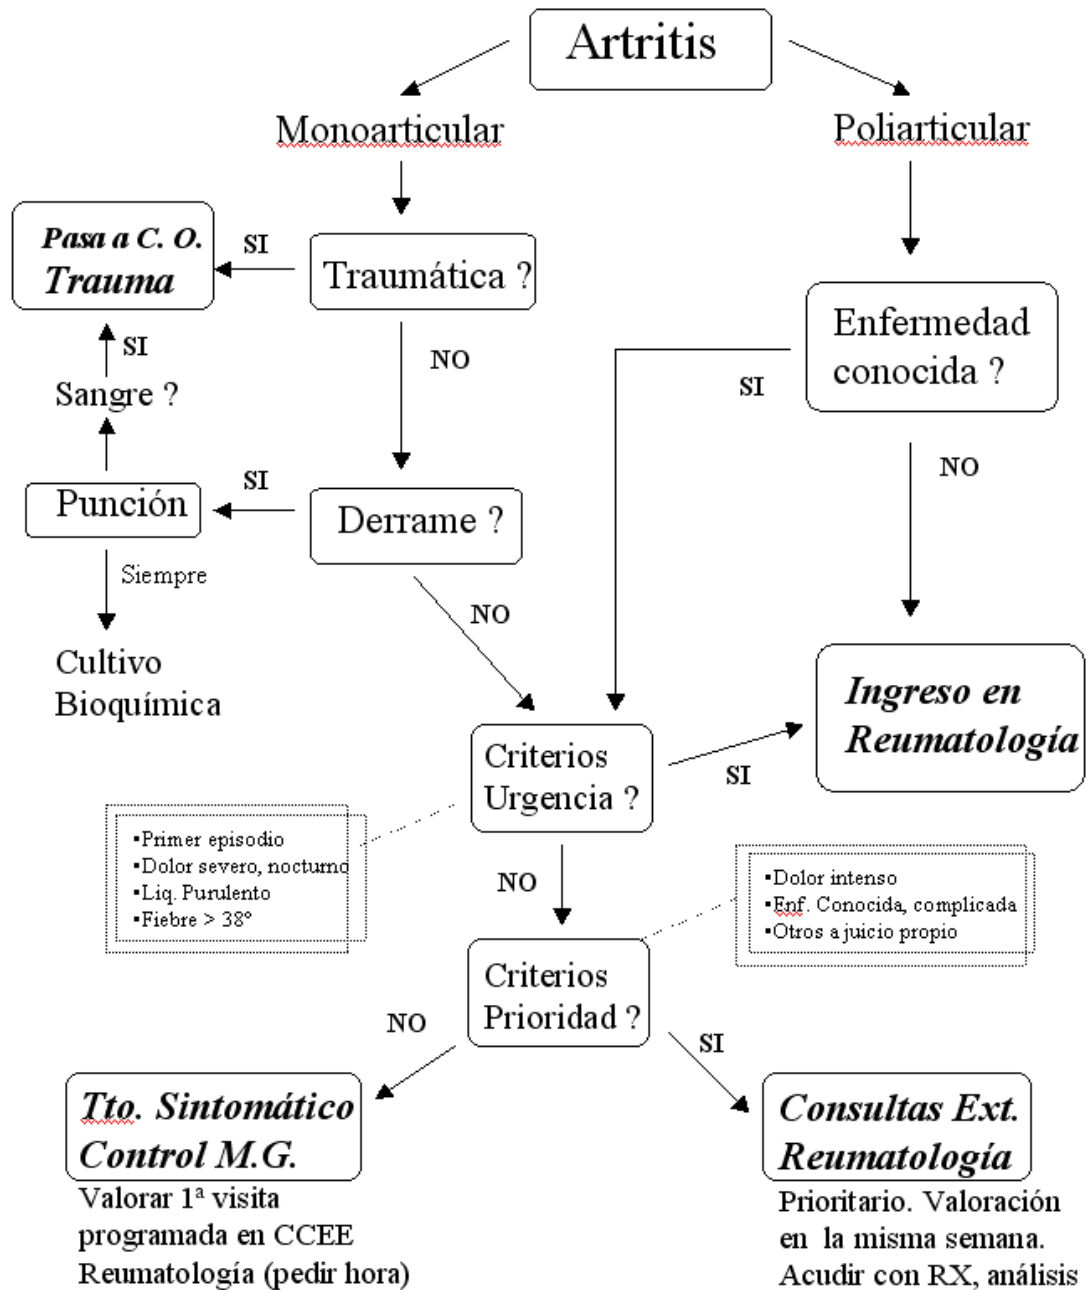 Artritis
Monoarticular
Poliarticular
Pasa a C. O.
Trauma
SI
Traumática ?
Enfermedad
conocida ?
SI
NO
SI
Sangre ?
NO
Punción
SI
Derrame ?
Siempre
NO
Cultivo
Bioquímica
Ingreso en
Reumatología
Criterios
Urgencia ?
SI
▪Primer episodio
▪Dolor severo, nocturno
▪Liq. Purulento
▪Fiebre > 38º
NO
▪Dolor intenso
▪Enf. Conocida, complicada
▪Otros a juicio propio
Criterios
Prioridad ?
NO
SI
Tto. Sintomático
Control M.G.
Valorar 1ª visita
programada en CCEE
Reumatología (pedir hora)
Consultas Ext.
Reumatología
Prioritario. Valoración
en la misma semana.
Acudir con RX, análisis